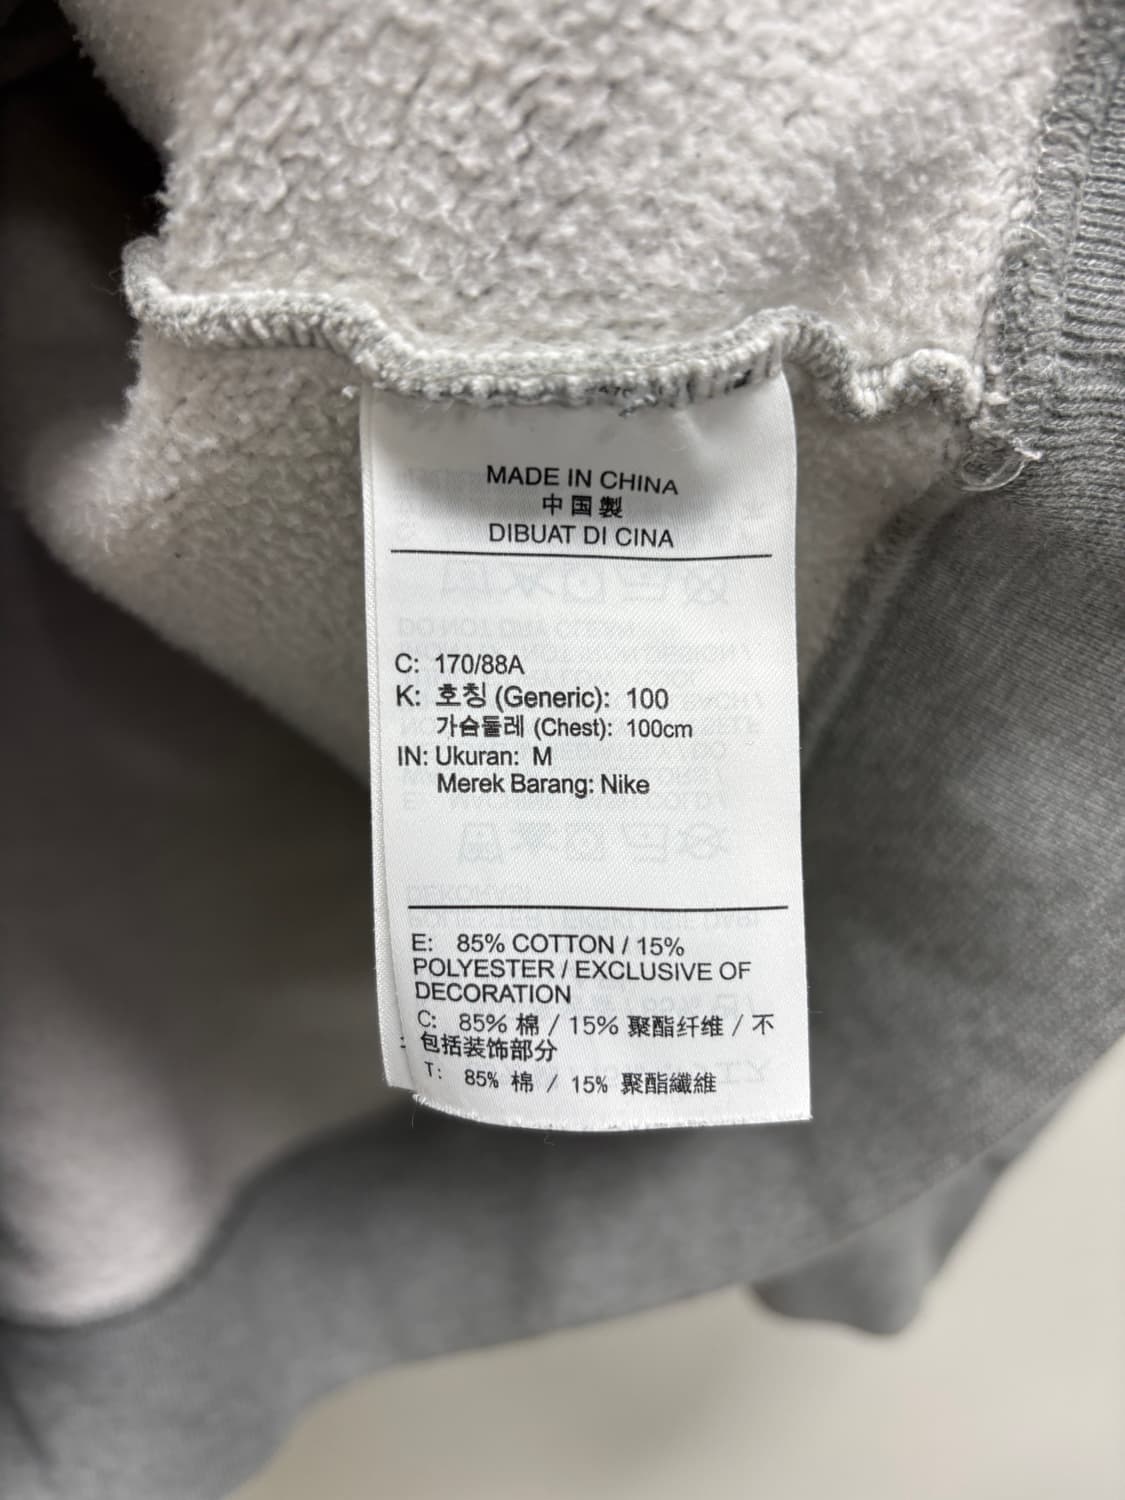 MADE IN CHINA
中国製
DIBUAT DI CINA
C: 170/88A
K: 호칭 (Generic): 100
가슴둘레 (Chest): 100cm
IN: Ukuran: M
Merek Barang: Nike
E: 85% COTTON / 15%
POLYESTER / EXCLUSIVE OF
DECORATION
C: 85% 棉 / 15% 聚酯纤维 / 不
包括装饰部分
T: 85% 棉 / 15% 聚酯纖維